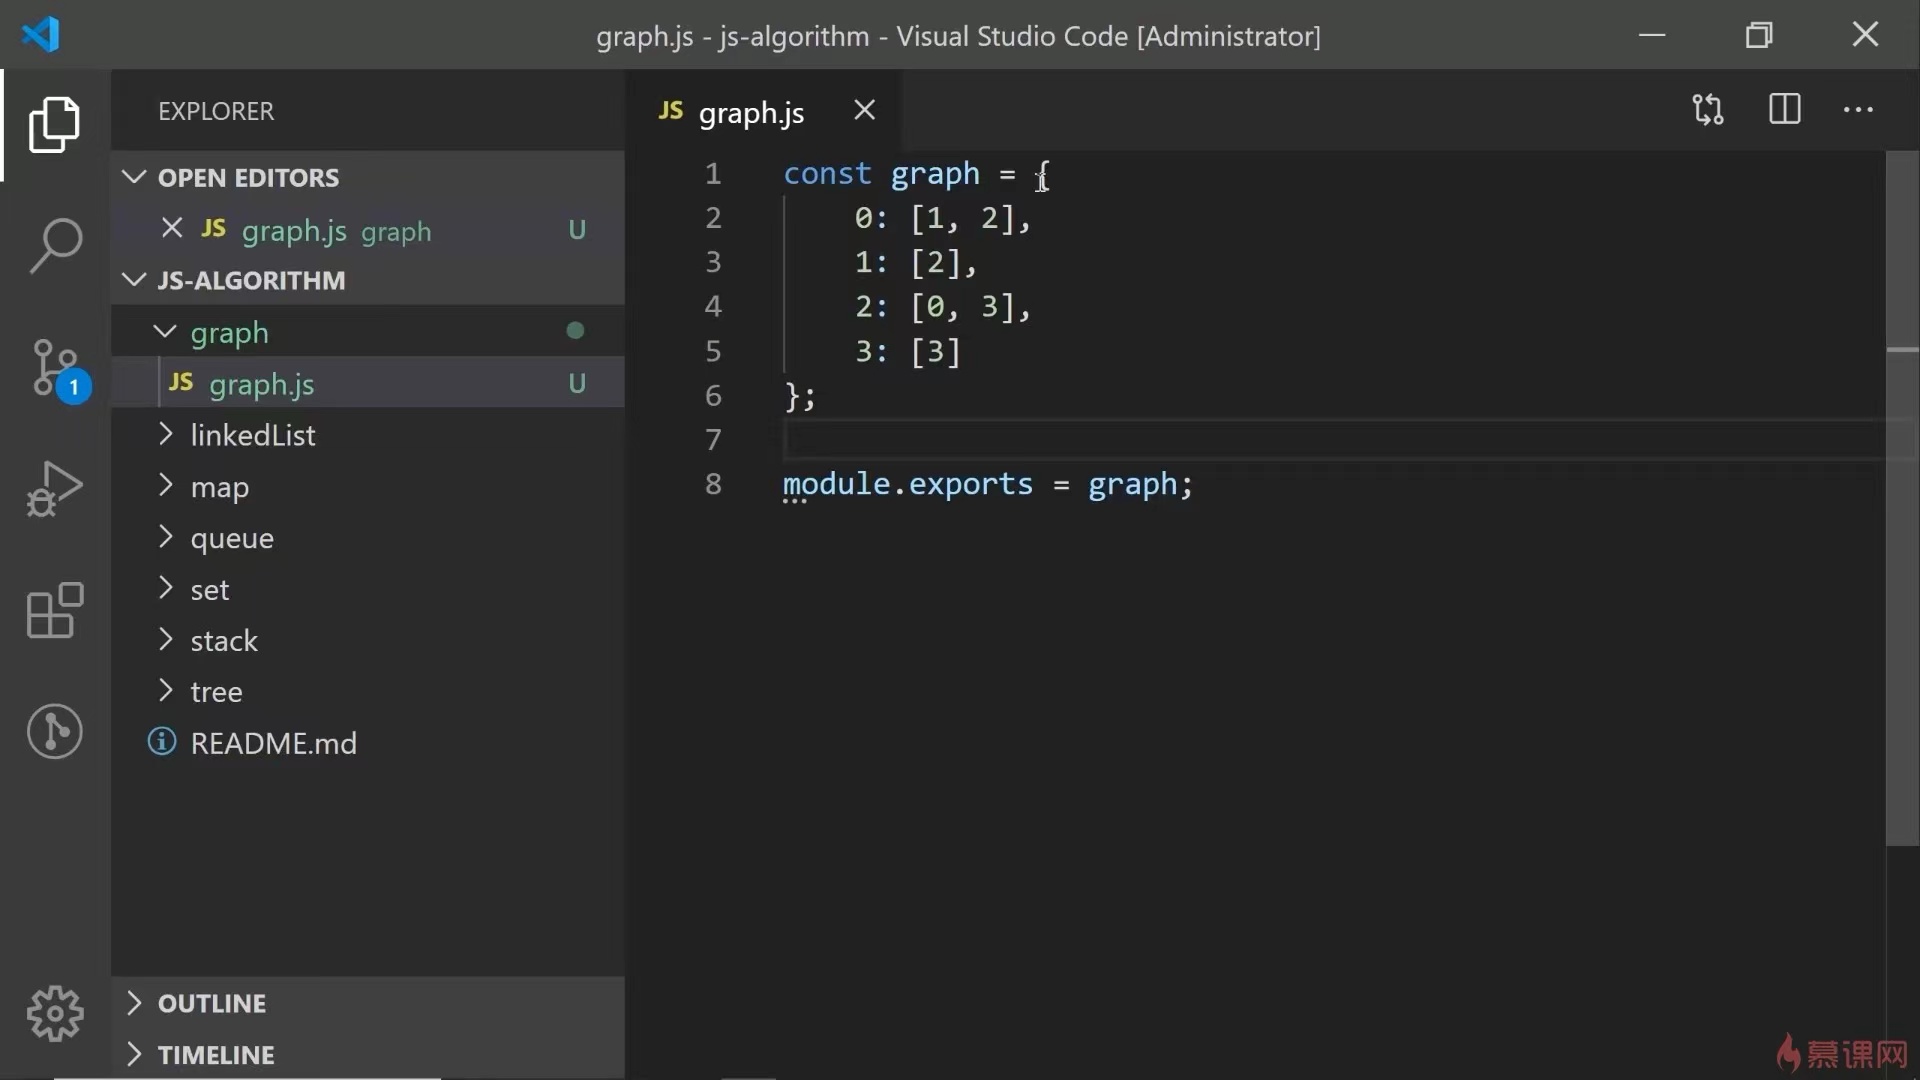 graph.js - js-algorithm - Visual Studio Code [Administrator]
EXPLORER
OPEN EDITORS
JS graph.js graph U
JS-ALGORITHM
graph
JS graph.js U
linkedList
map
queue
set
stack
tree
README.md
OUTLINE
TIMELINE
1
JS graph.js
1 const graph = {
2 0: [1, 2],
3 1: [2],
4 2: [0, 3],
5 3: [3]
6 };
7
8 module.exports = graph;
慕课网